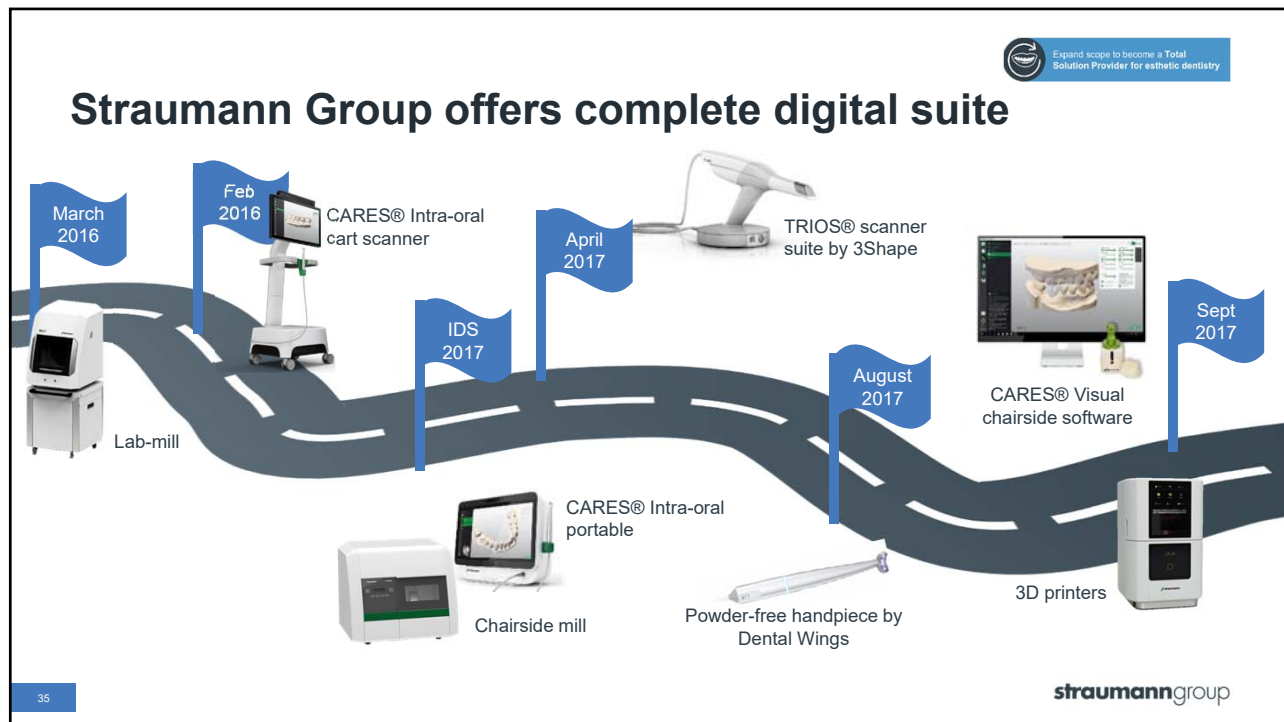 Expand scope to become a Total
Solution Provider for esthetic dentistry
Straumann Group offers complete digital suite
March
2016
Lab-mill
Feb
2016
CARES® Intra-oral
cart scanner
IDS
2017
CARES® Intra-oral
portable
Chairside mill
April
2017
TRIOS® scanner
suite by 3Shape
August
2017
Powder-free handpiece by
Dental Wings
CARES® Visual
chairside software
Sept
2017
3D printers
35
straumanngroup